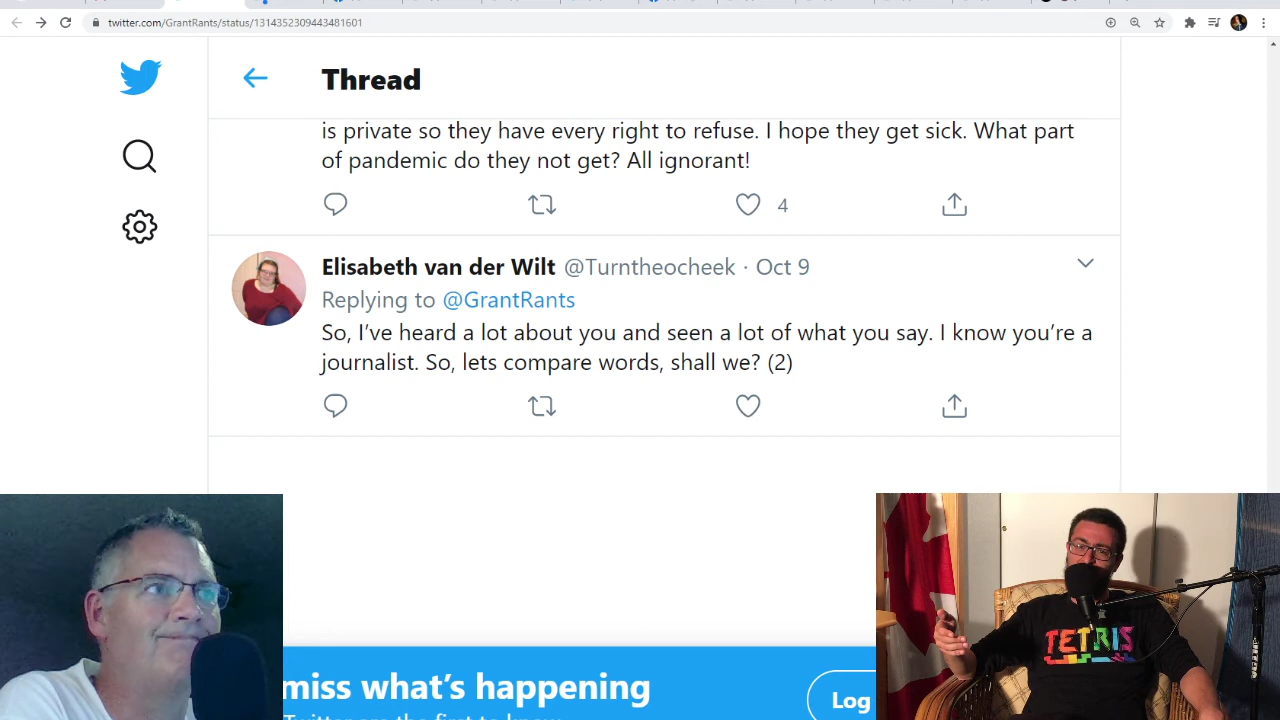 twitter.com/GrantRants/status/1314352309443481601
Thread
is private so they have every right to refuse. I hope they get sick. What part
of pandemic do they not get? All ignorant!
4
Elisabeth van der Wilt @Turntheocheek · Oct 9
Replying to @GrantRants
So, I’ve heard a lot about you and seen a lot of what you say. I know you’re a
journalist. So, lets compare words, shall we? (2)
TETRIS
miss what’s happening
Log